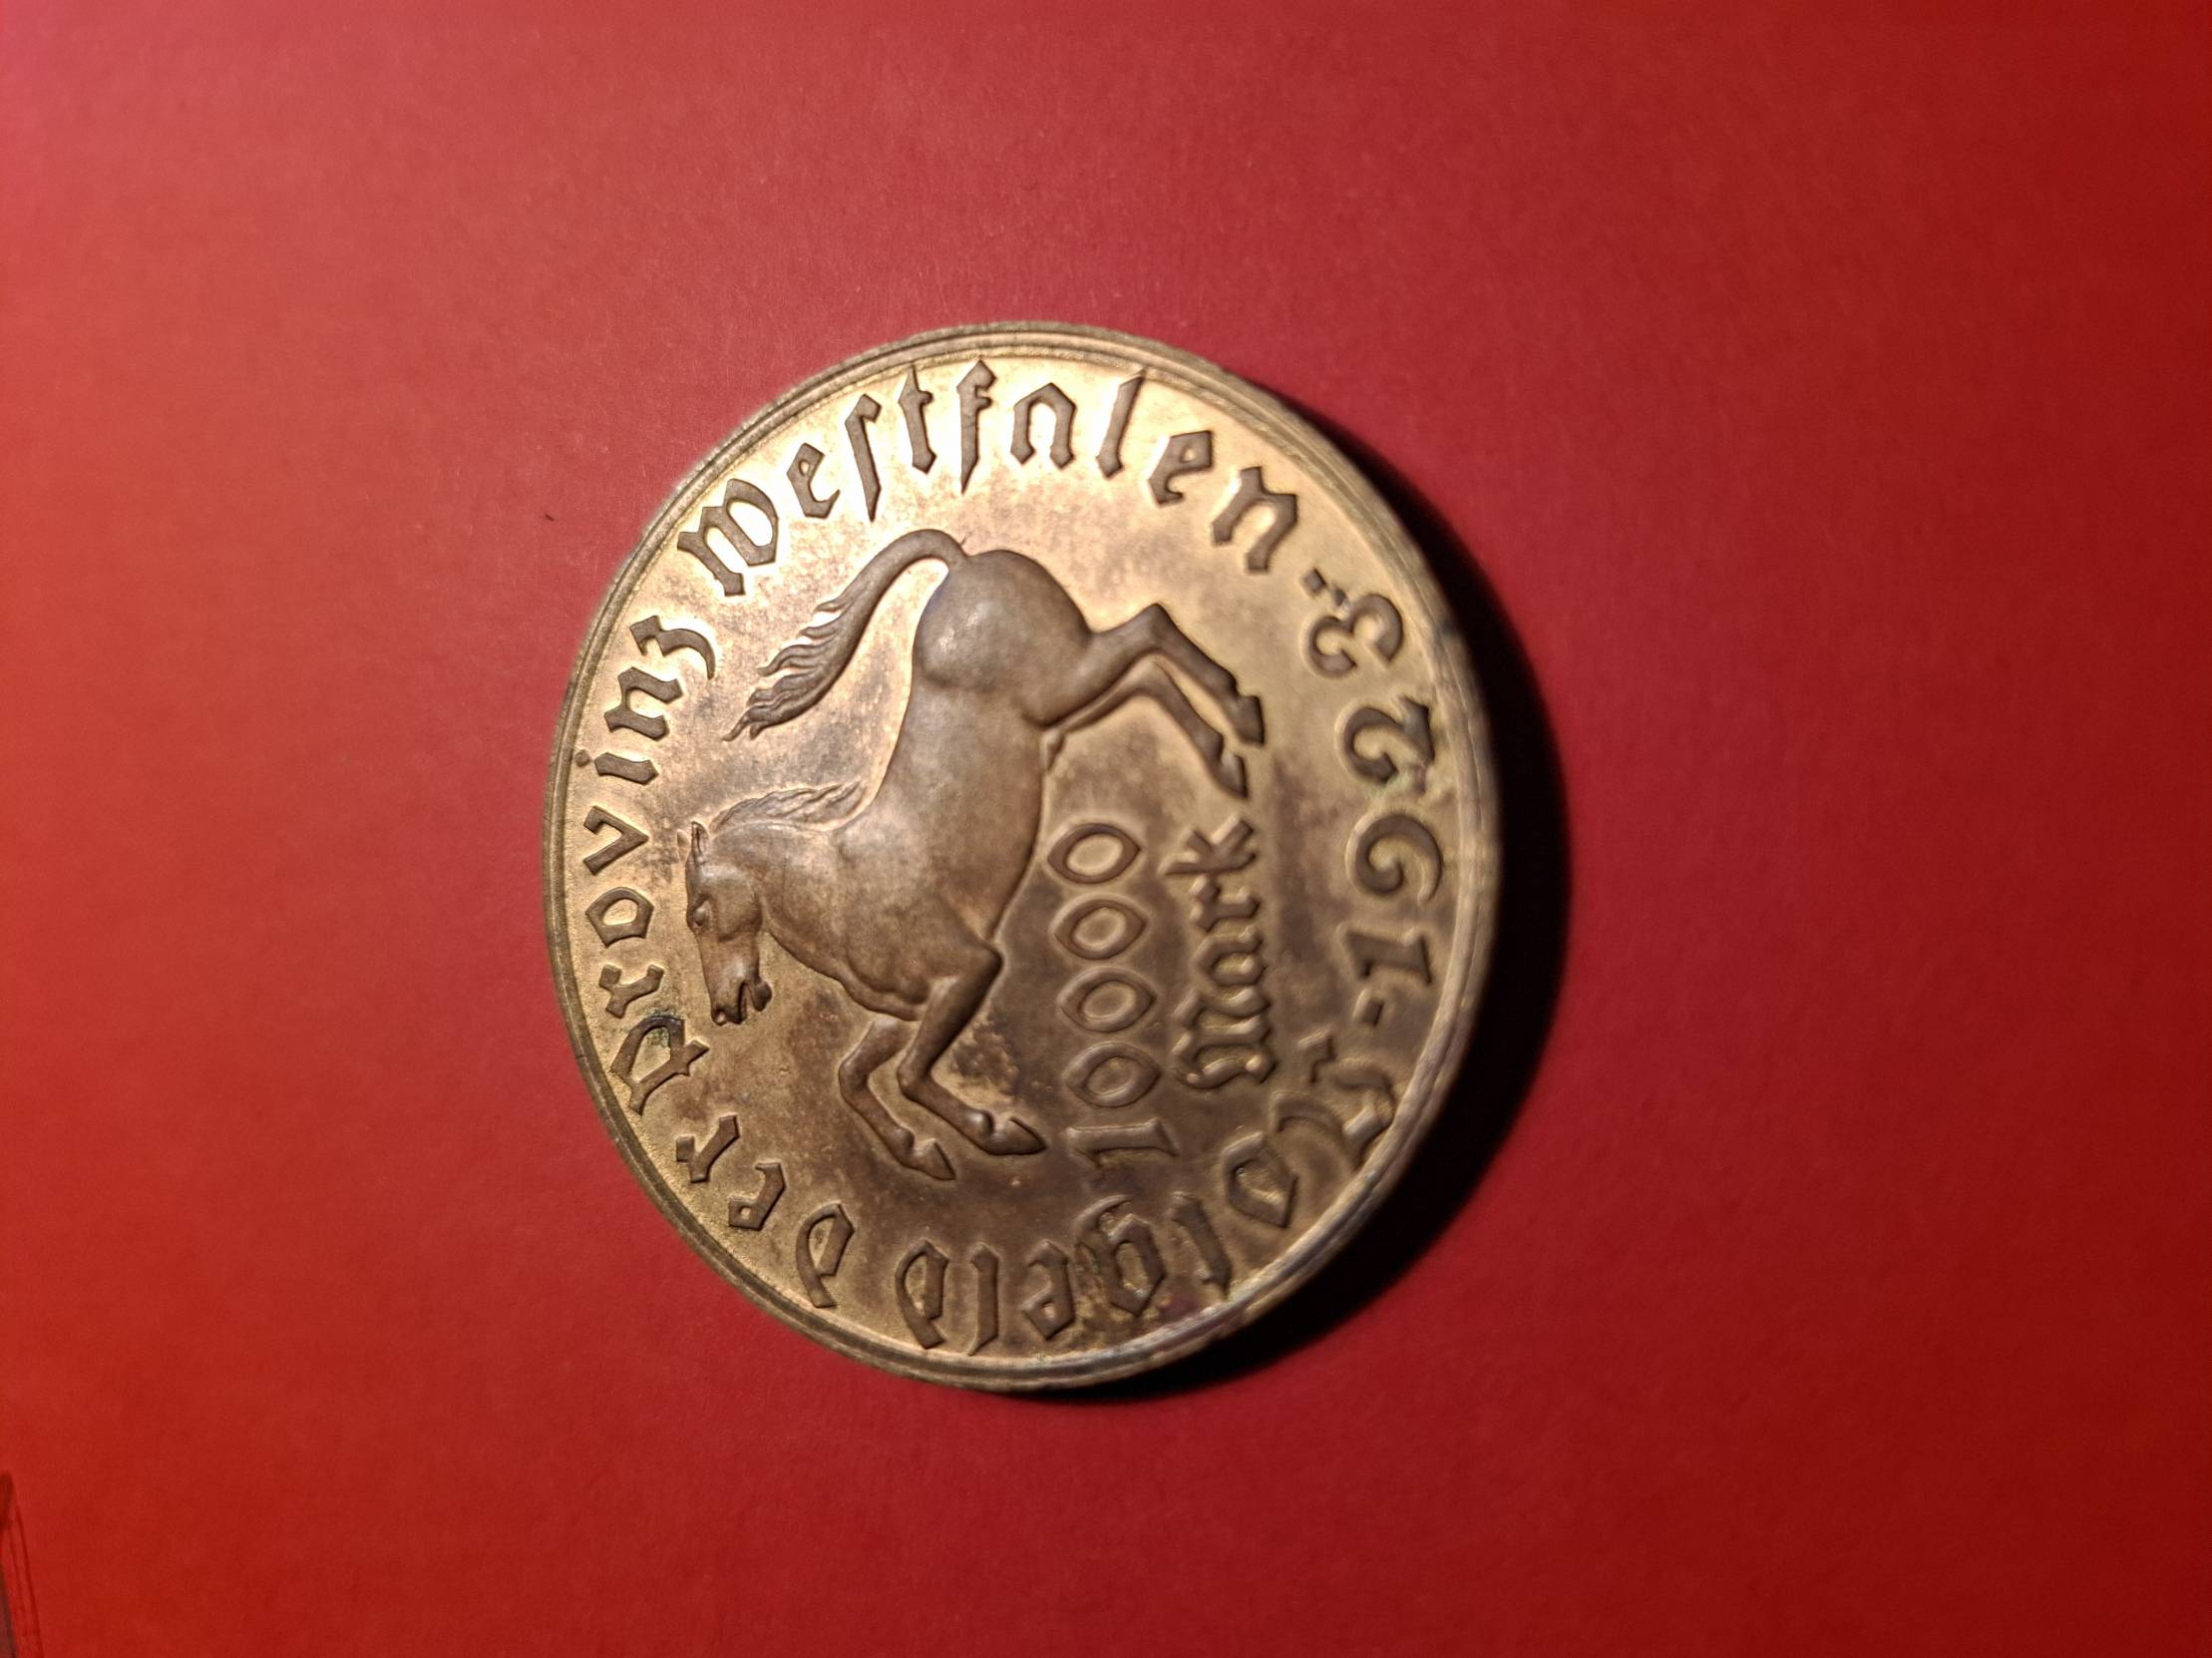 Notgeld der Provinz Westfalen-1923-
10000
Mark